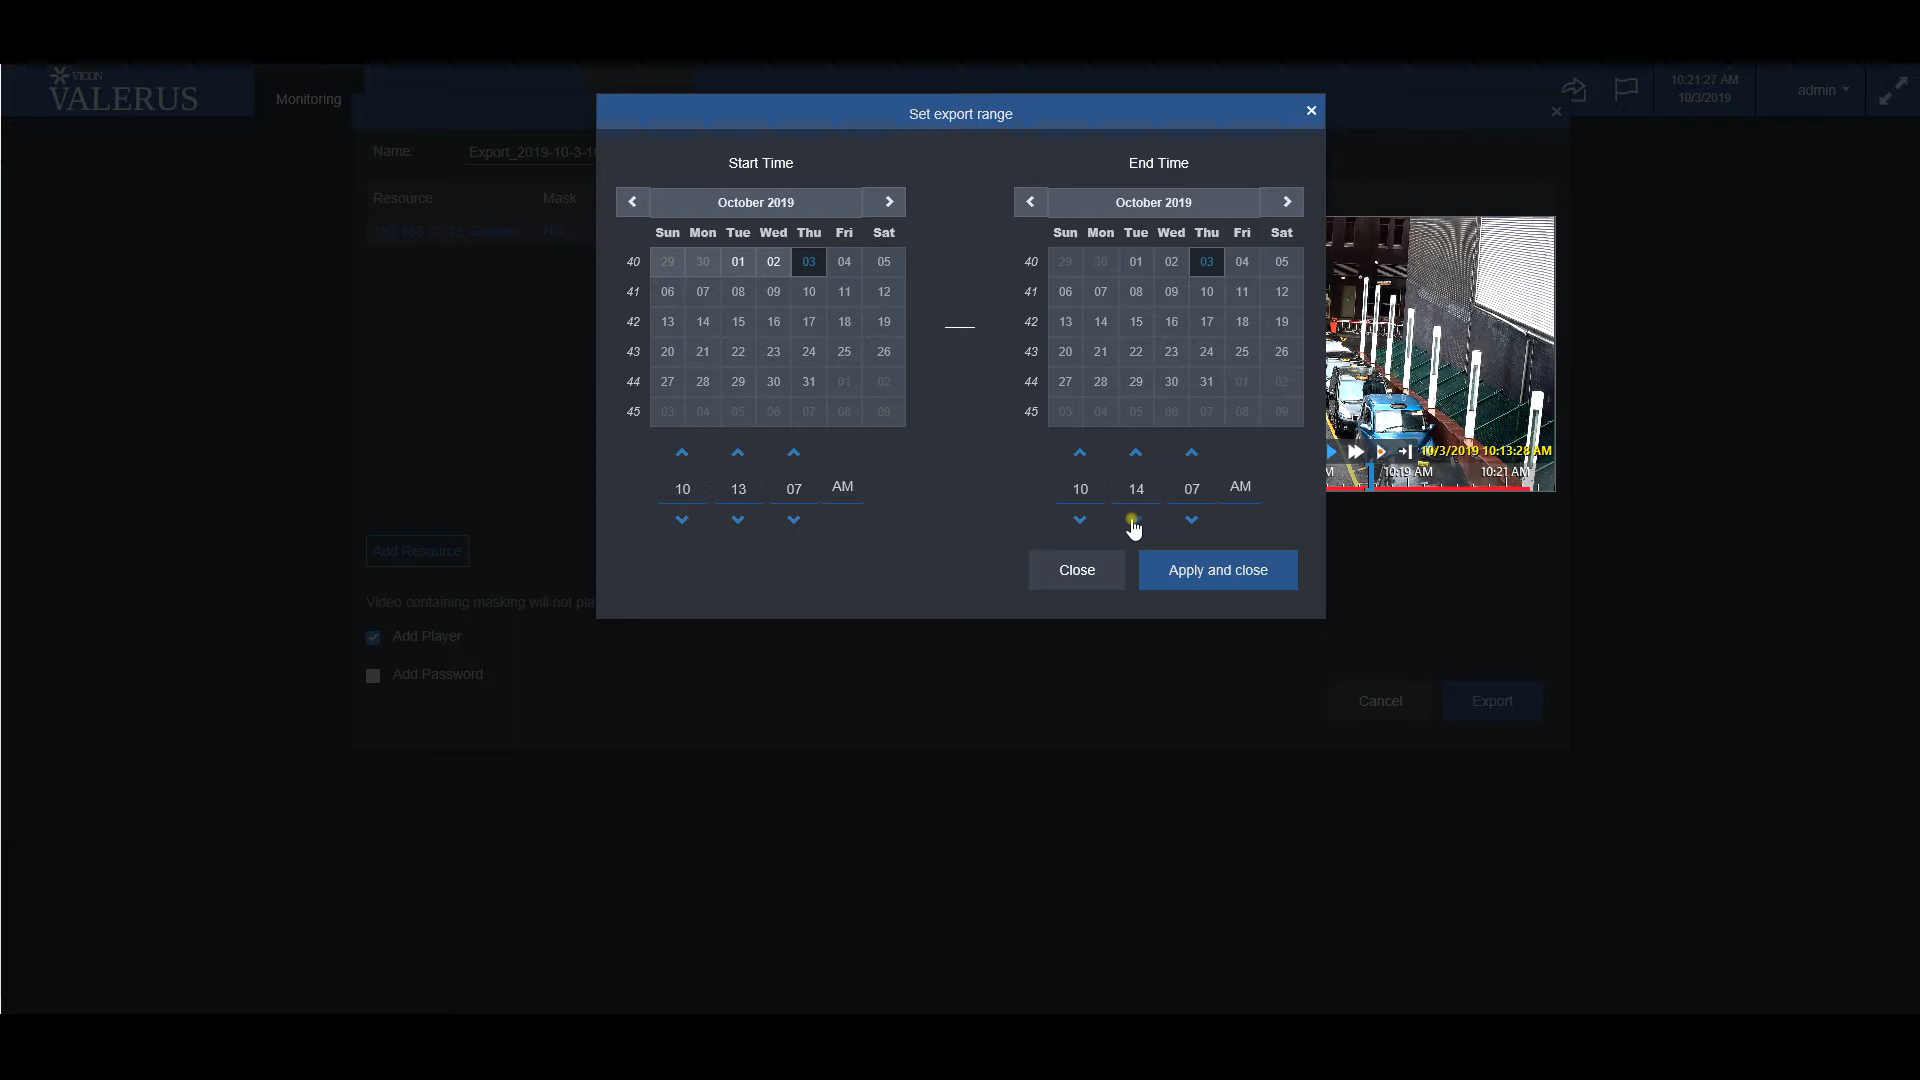 VICON
VALERUS
Monitoring
10:21:27 AM
10/3/2019
admin
Set export range
Name:
Export_2019-10-3-1
Resource
Mask
N/A
Start Time
October 2019
Sun Mon Tue Wed Thu Fri Sat
40 29 30 01 02 03 04 05
41 06 07 08 09 10 11 12
42 13 14 15 16 17 18 19
43 20 21 22 23 24 25 26
44 27 28 29 30 31 01 02
45 03 04 05 06 07 08 09
10 : 13 : 07 AM
End Time
October 2019
Sun Mon Tue Wed Thu Fri Sat
40 29 30 01 02 03 04 05
41 06 07 08 09 10 11 12
42 13 14 15 16 17 18 19
43 20 21 22 23 24 25 26
44 27 28 29 30 31 01 02
45 03 04 05 06 07 08 09
10 : 14 : 07 AM
Close
Apply and close
10/3/2019 10:13:28 AM
M 10:19 AM 10:21 AM
Add Resource
Video containing masking will not pla
Add Player
Add Password
Cancel
Export